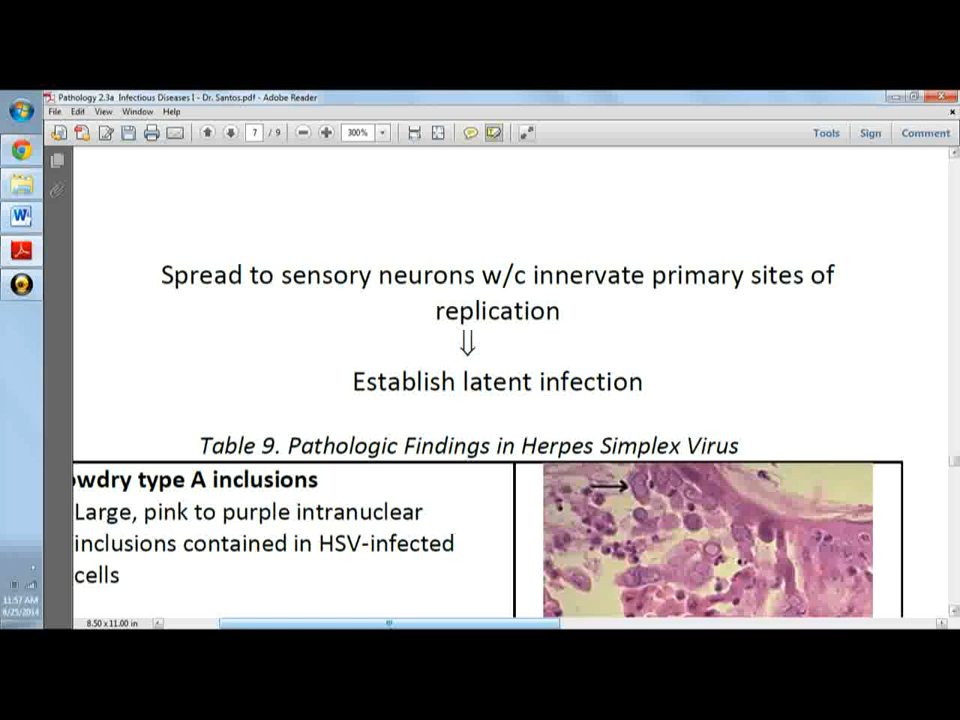 Pathology 2.3a Infectious Diseases I - Dr. Santos.pdf - Adobe Reader
File Edit View Window Help
7 / 9 300% Tools Sign Comment
Spread to sensory neurons w/c innervate primary sites of
replication
⇓
Establish latent infection
Table 9. Pathologic Findings in Herpes Simplex Virus
owdry type A inclusions
Large, pink to purple intranuclear
inclusions contained in HSV-infected
cells
11:57 AM
8/25/2014
8.50 x 11.00 in